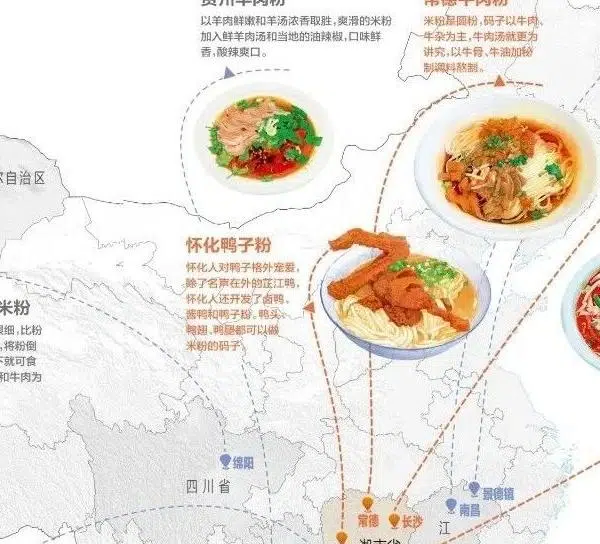 以羊肉鲜嫩和羊汤浓香取胜，爽滑的米粉
加入鲜羊肉汤和当地的油辣椒，口味鲜
香，酸辣爽口。
常德牛肉粉
米粉是圆粉，码子以牛肉、
牛杂为主，牛肉汤就更为
讲究，以牛骨、牛油加秘
制调料熬制。
尔自治区
怀化鸭子粉
怀化人对鸭子格外宠爱，
除了名声在外的芷江鸭，
怀化人还开发了卤鸭、
酱鸭和鸭子粉，鸭头、
鸭翅、鸭腿都可以做
米粉的码子。
米粉
很细，比粉
，将粉倒
下就可食
和牛肉为
绵阳
四川省
景德镇
南昌
常德
长沙
江
湖南省